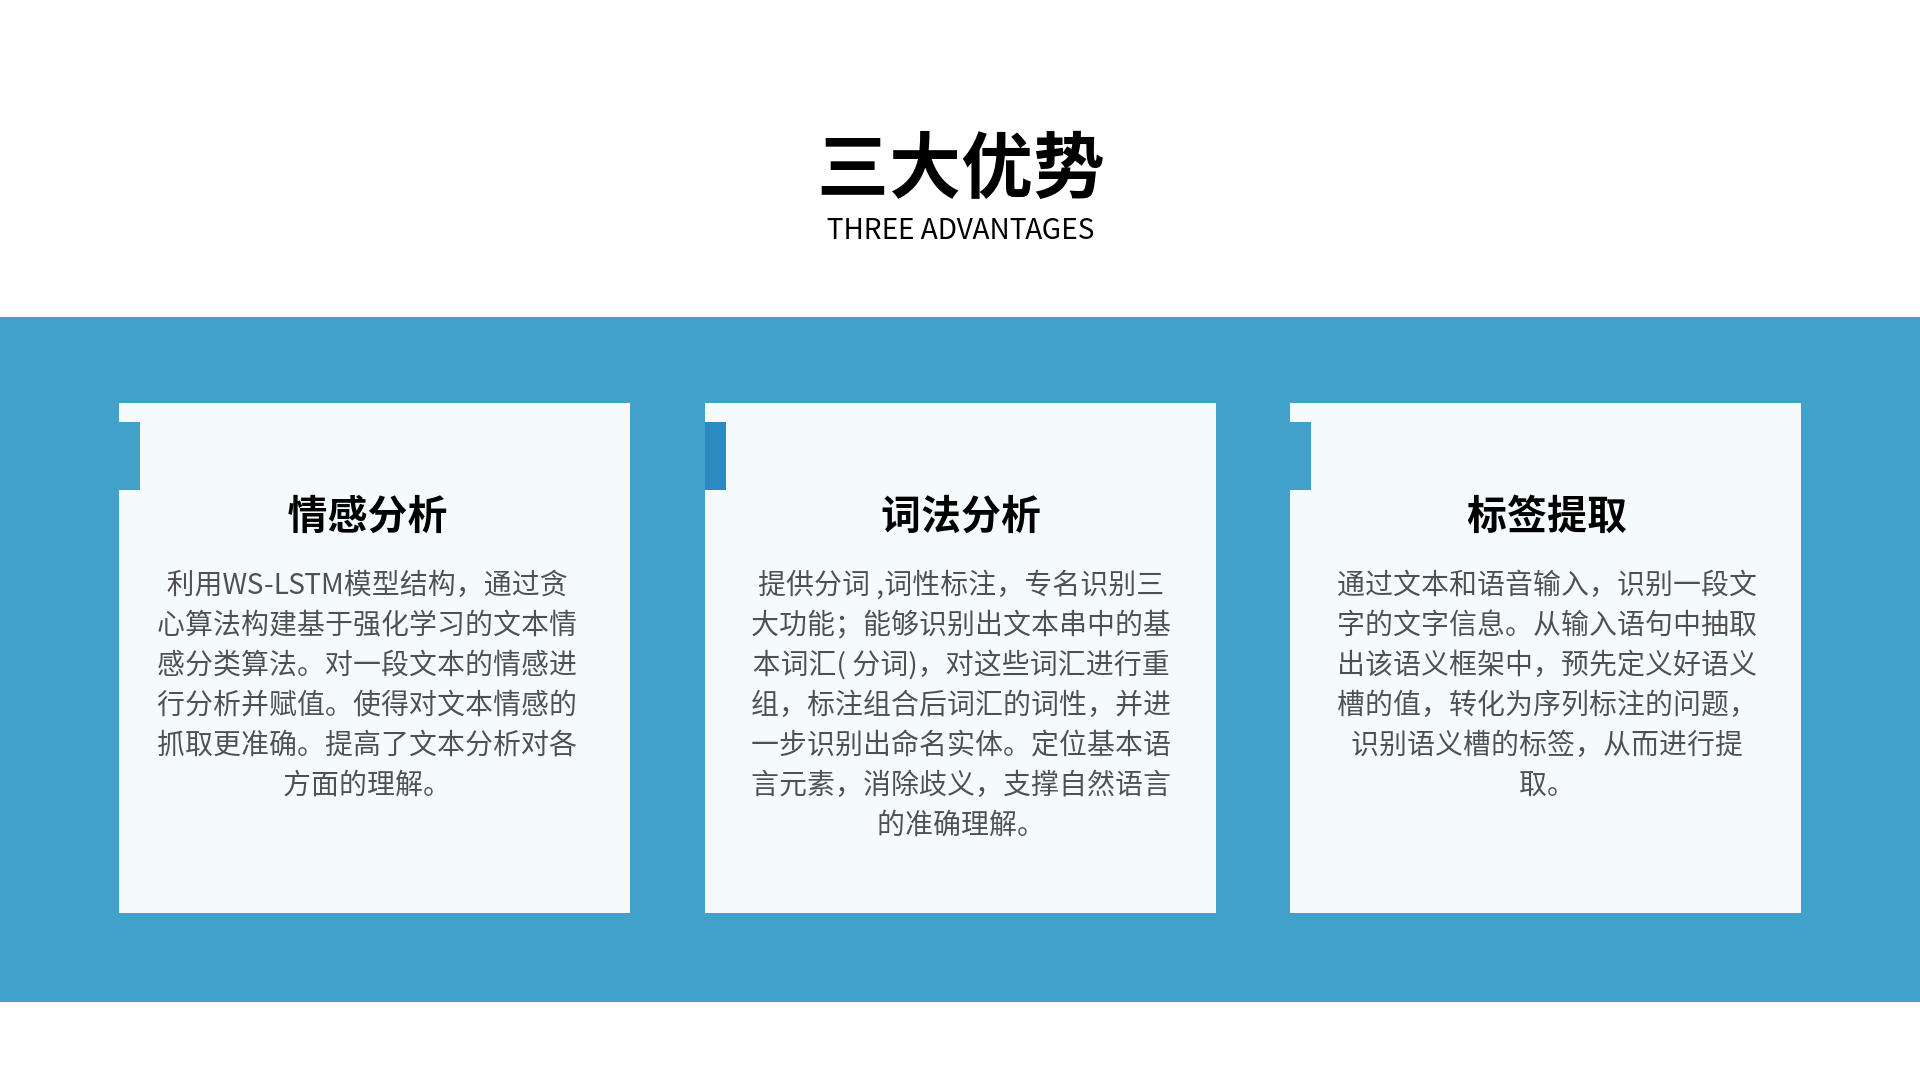 三大优势
THREE ADVANTAGES
情感分析
利用WS-LSTM模型结构，通过贪
心算法构建基于强化学习的文本情
感分类算法。对一段文本的情感进
行分析并赋值。使得对文本情感的
抓取更准确。提高了文本分析对各
方面的理解。
词法分析
提供分词 ,词性标注，专名识别三
大功能；能够识别出文本串中的基
本词汇( 分词)，对这些词汇进行重
组，标注组合后词汇的词性，并进
一步识别出命名实体。定位基本语
言元素，消除歧义，支撑自然语言
的准确理解。
标签提取
通过文本和语音输入，识别一段文
字的文字信息。从输入语句中抽取
出该语义框架中，预先定义好语义
槽的值，转化为序列标注的问题，
识别语义槽的标签，从而进行提
取。